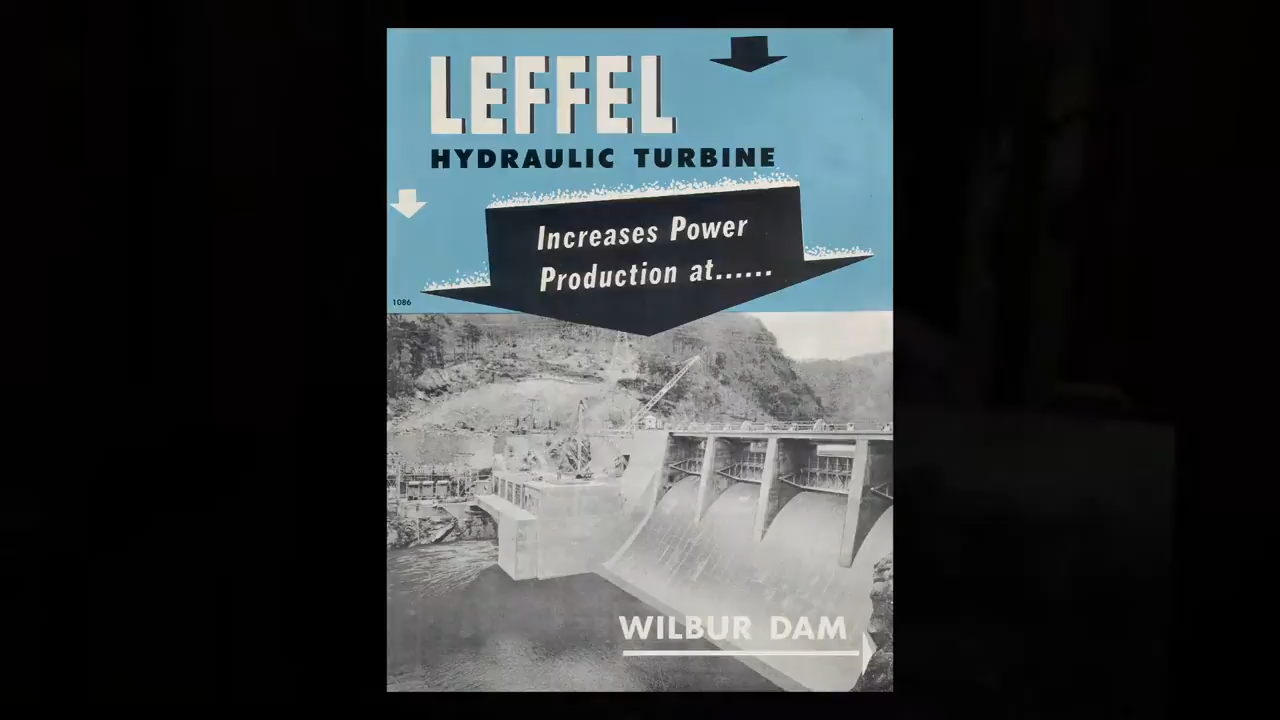 LEFFEL
HYDRAULIC TURBINE
Increases Power
Production at......
1086
WILBUR DAM